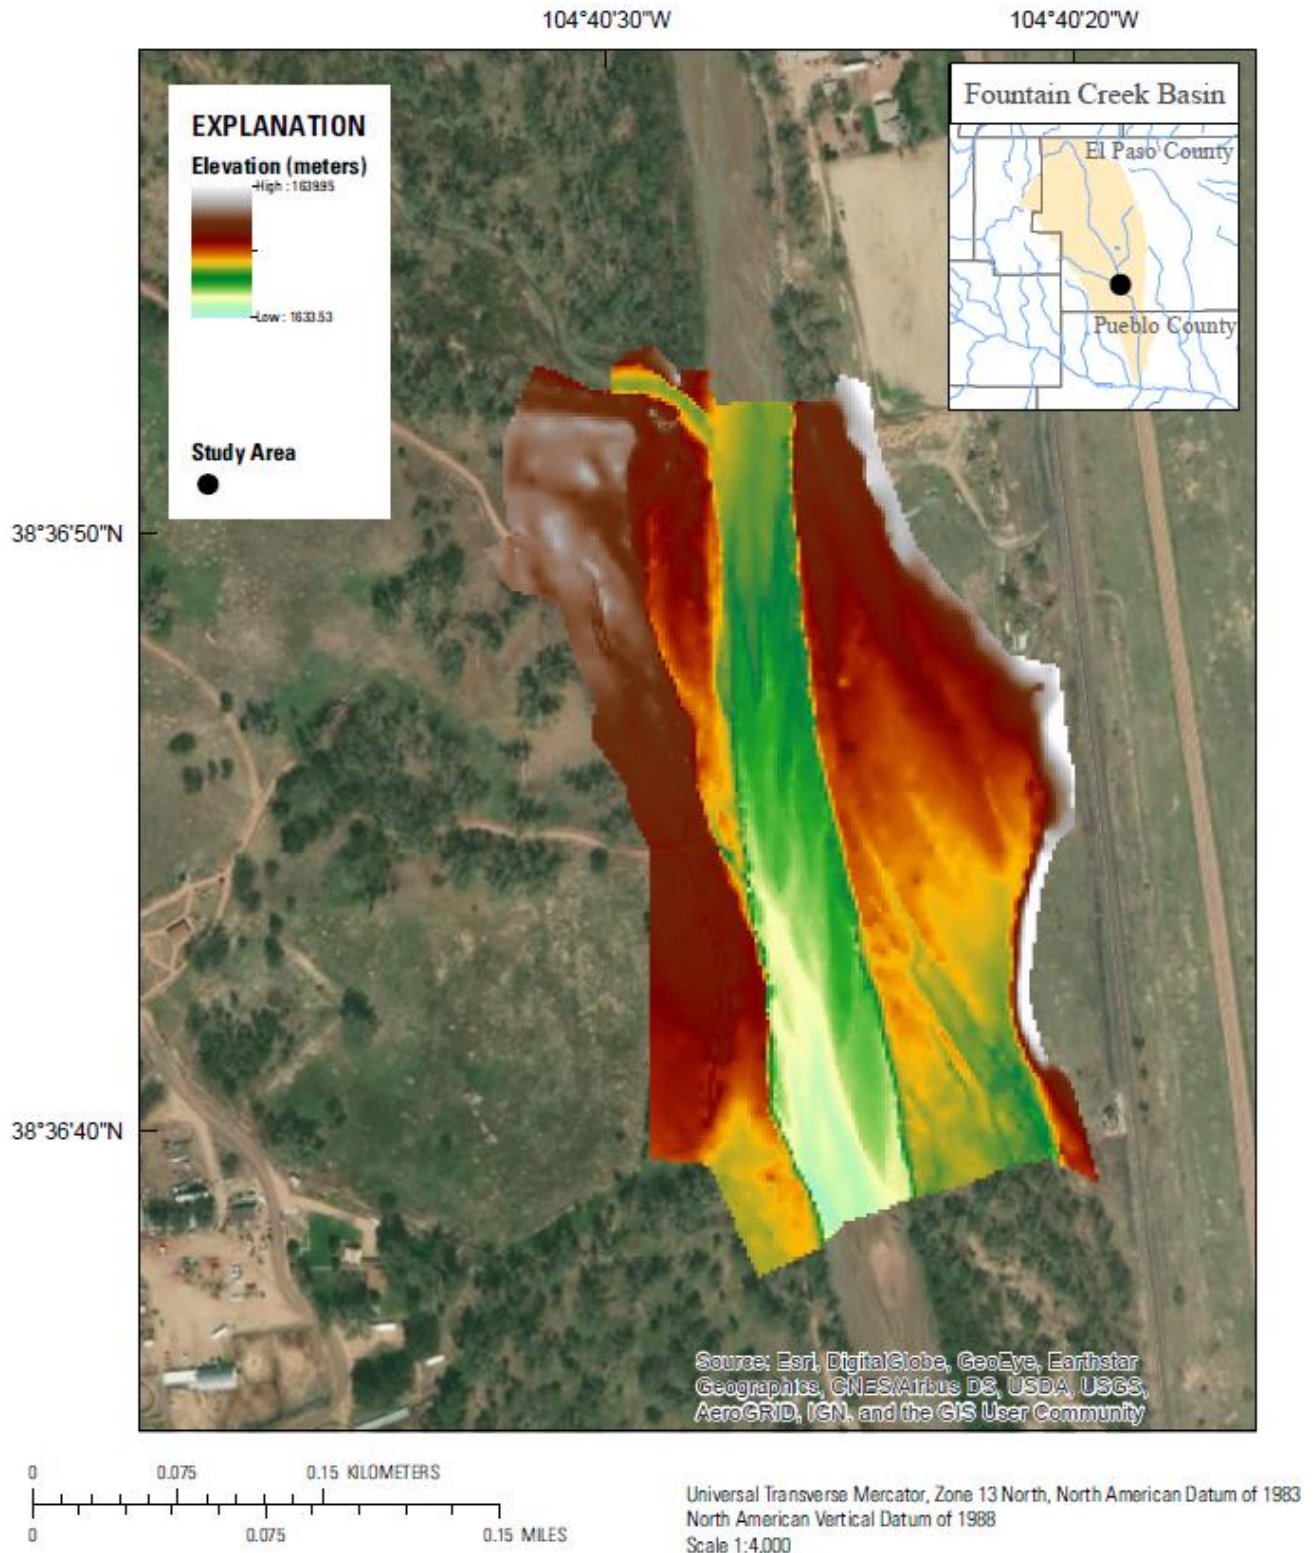 104°40'30"W 104°40'20"W
EXPLANATION
Elevation (meters)
High : 1639.95
Low : 1633.53
Study Area
Fountain Creek Basin
El Paso County
Pueblo County
38°36'50"N
38°36'40"N
Source: Esri, DigitalGlobe, GeoEye, Earthstar
Geographics, CNES/Airbus DS, USDA, USGS,
AeroGRID, IGN, and the GIS User Community
0 0.075 0.15 KILOMETERS
0 0.075 0.15 MILES
Universal Transverse Mercator, Zone 13 North, North American Datum of 1983
North American Vertical Datum of 1988
Scale 1:4,000